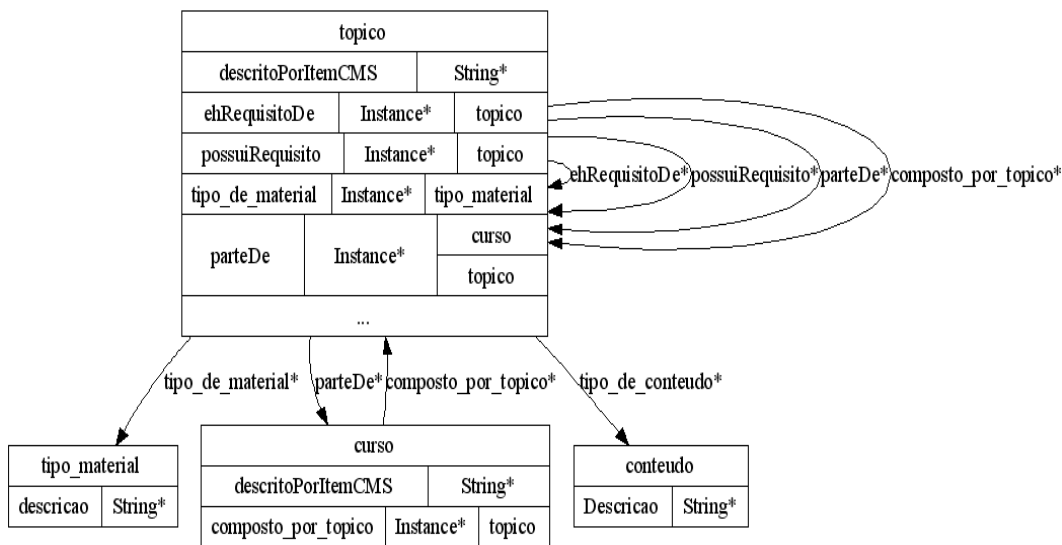 topico
descritoPorItemCMS String*
ehRequisitoDe Instance* topico
possuiRequisito Instance* topico
ehRequisitoDe* possuiRequisito* parteDe* composto_por_topico*
tipo_de_material Instance* tipo_material
parteDe Instance* curso
topico
...
tipo_de_material* parteDe* composto_por_topico* tipo_de_conteudo*
tipo_material
descricao String*
curso
descritoPorItemCMS String*
composto_por_topico Instance* topico
conteudo
Descricao String*